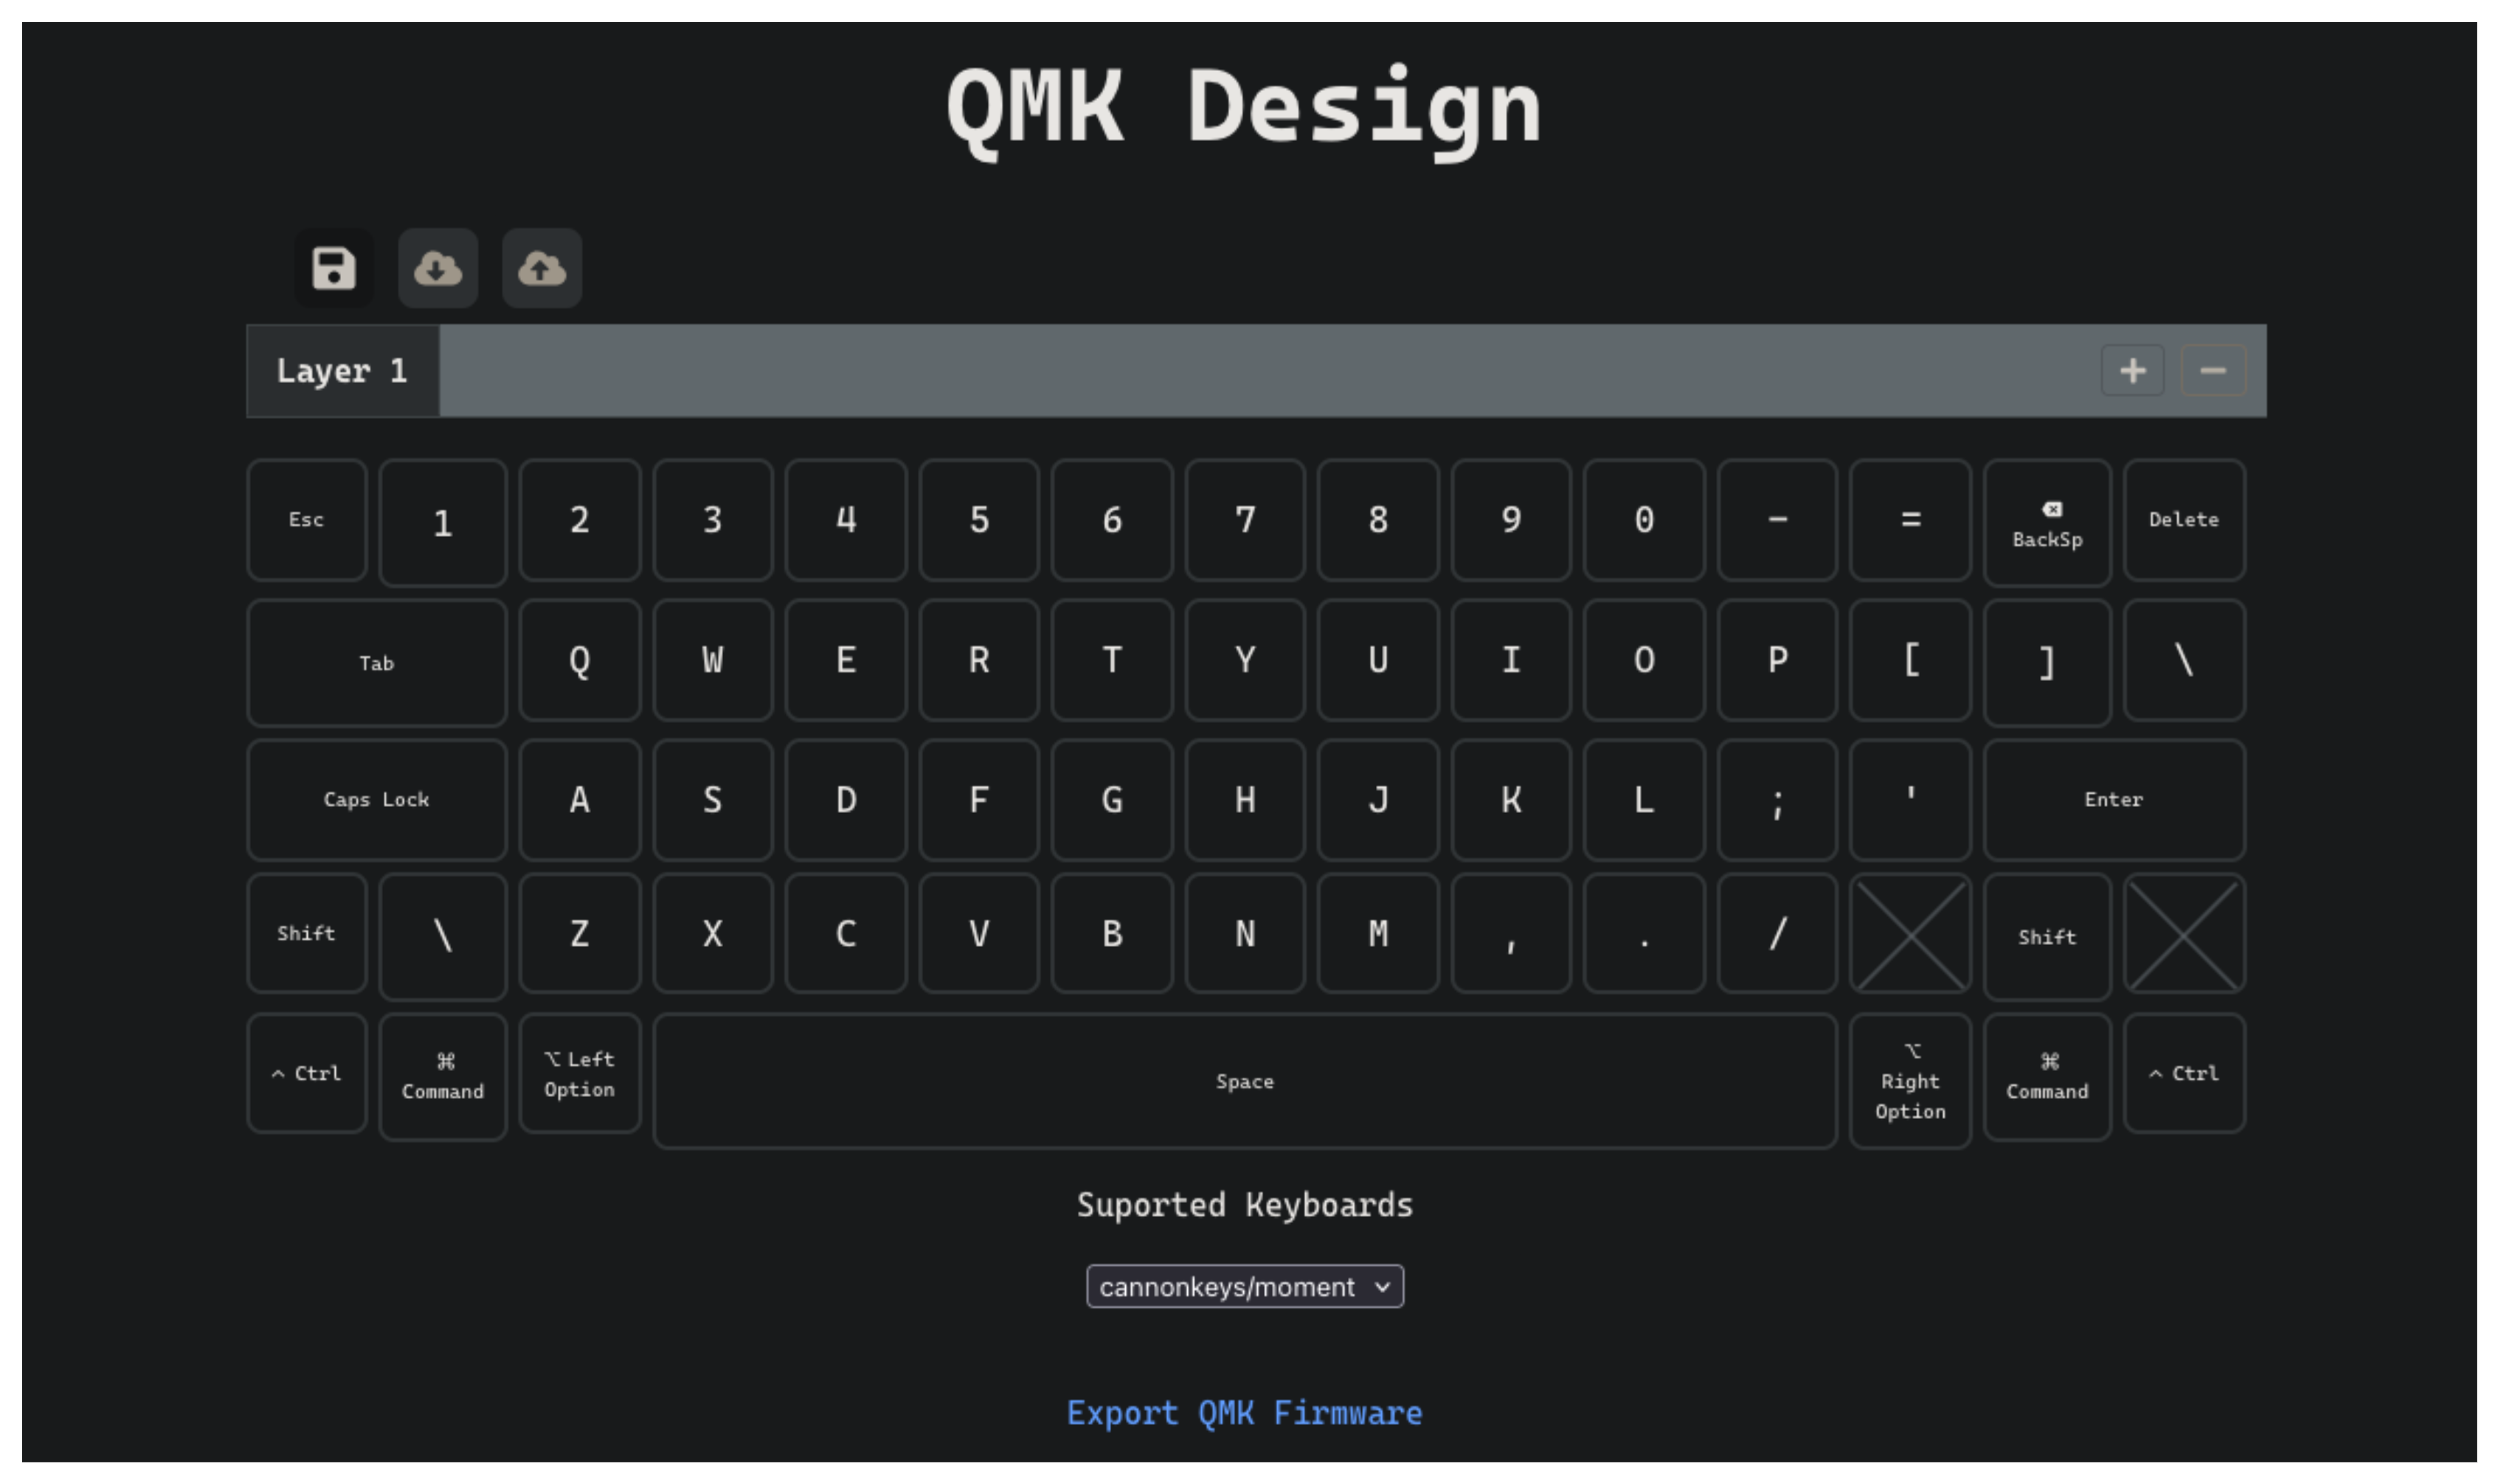 QMK Design
Layer 1 + −
Esc 1 2 3 4 5 6 7 8 9 0 - = BackSp Delete
Tab Q W E R T Y U I O P [ ] \
Caps Lock A S D F G H J K L ; ' Enter
Shift \ Z X C V B N M , . / Shift
^ Ctrl ⌘ Command ⌥ Left Option Space ⌥ Right Option ⌘ Command ^ Ctrl
Suported Keyboards
cannonkeys/moment
Export QMK Firmware